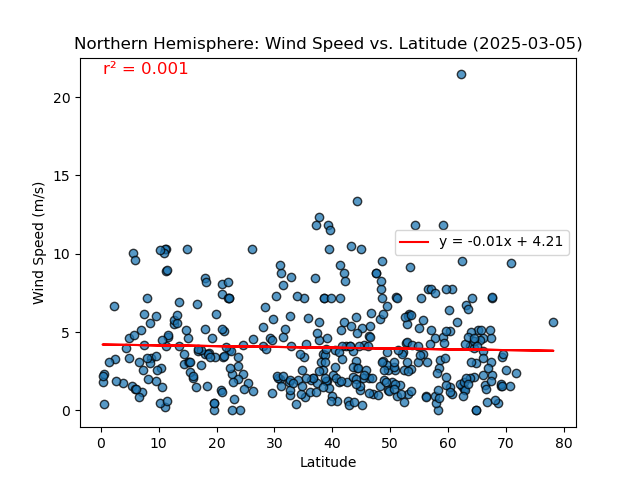 Northern Hemisphere: Wind Speed vs. Latitude (2025-03-05)
r² = 0.001
20
15
10
5
0
Wind Speed (m/s)
y = -0.01x + 4.21
0 10 20 30 40 50 60 70 80
Latitude